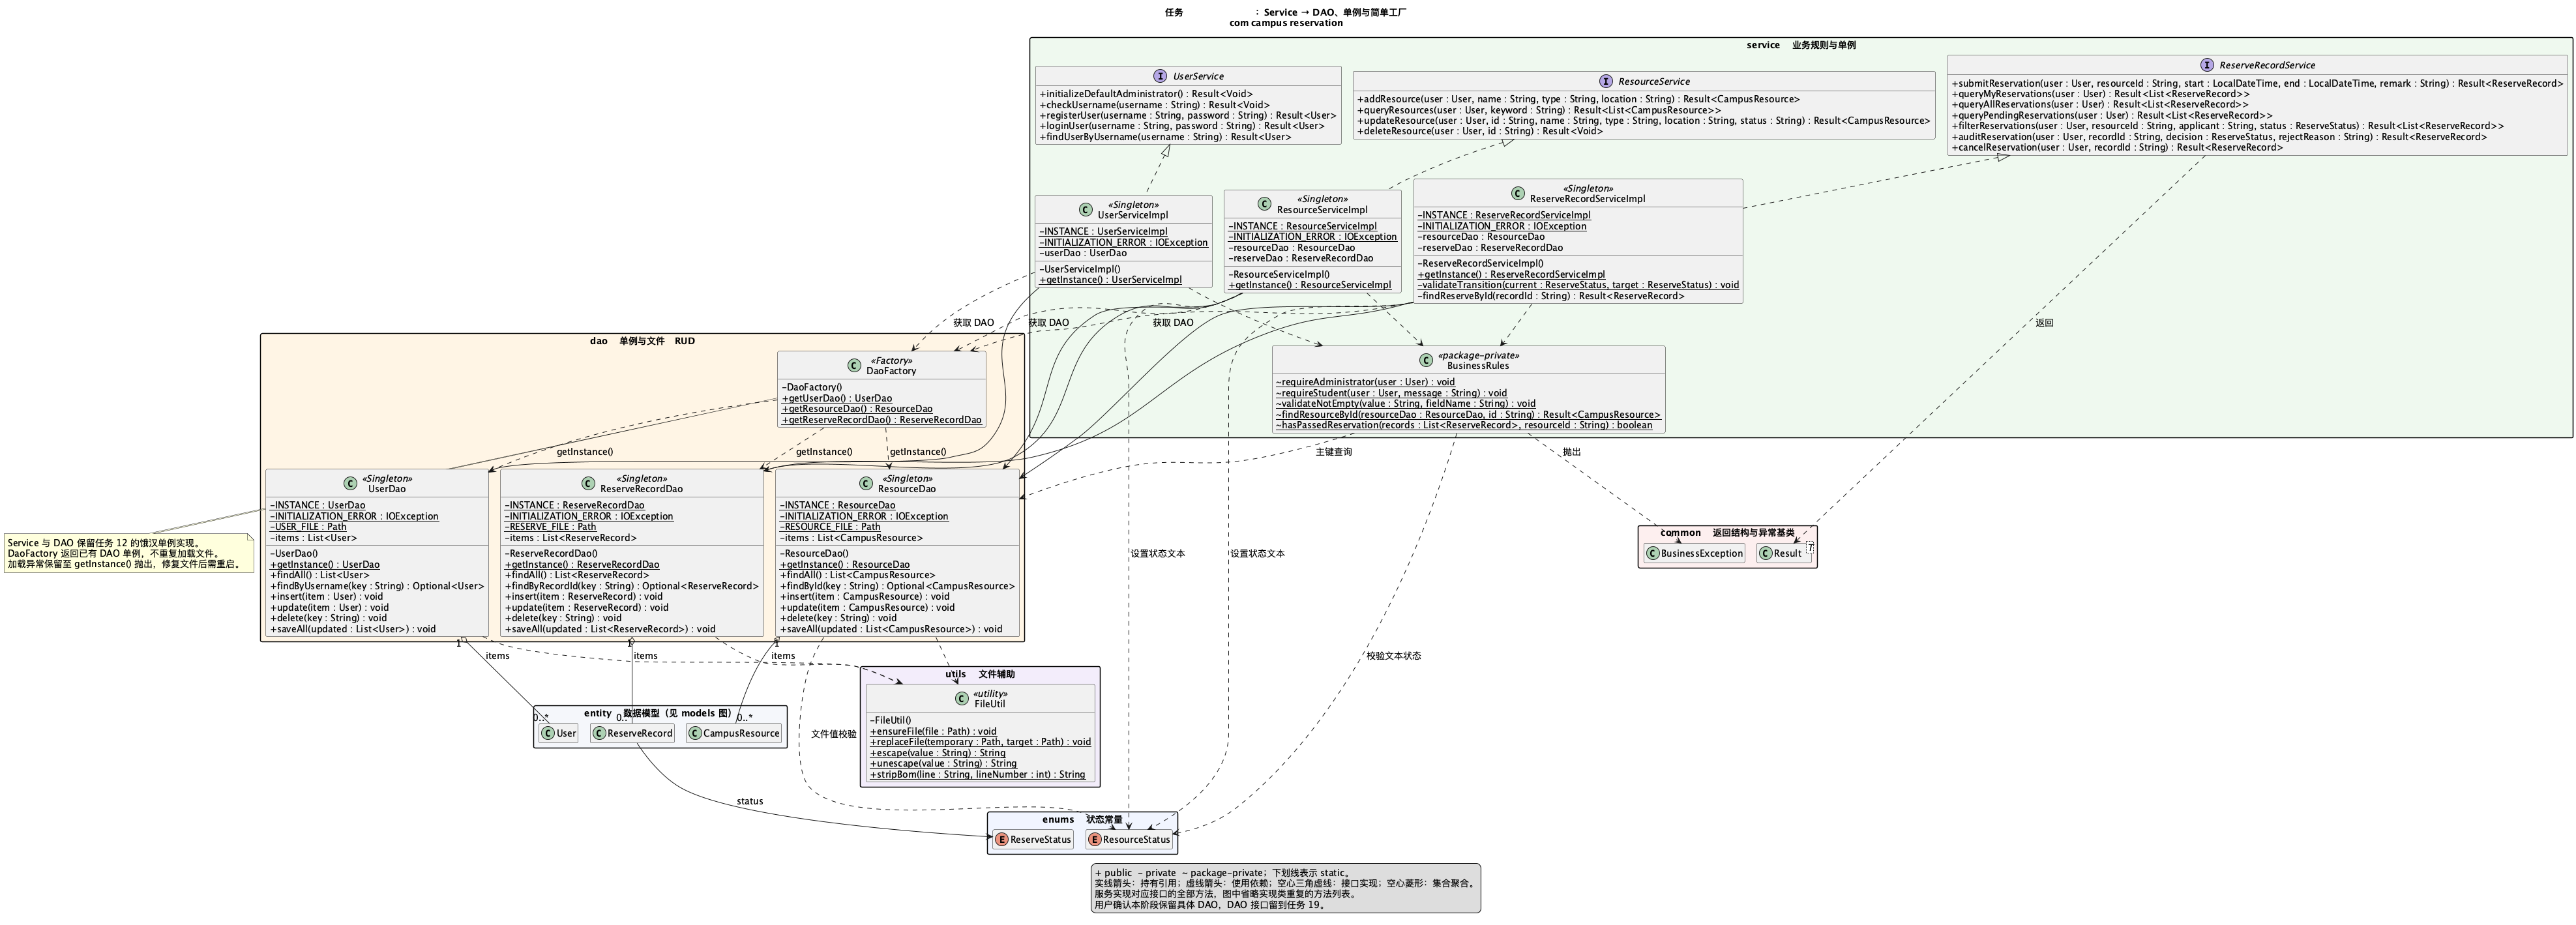 任务 : Service → DAO、单例与简单工厂
com campus reservation
service 业务规则与单例
I UserService
+initializeDefaultAdministrator() : Result<Void>
+checkUsername(username : String) : Result<Void>
+registerUser(username : String, password : String) : Result<User>
+loginUser(username : String, password : String) : Result<User>
+findUserByUsername(username : String) : Result<User>
I ResourceService
+addResource(user : User, name : String, type : String, location : String) : Result<CampusResource>
+queryResources(user : User, keyword : String) : Result<List<CampusResource>>
+updateResource(user : User, id : String, name : String, type : String, location : String, status : String) : Result<CampusResource>
+deleteResource(user : User, id : String) : Result<Void>
I ReserveRecordService
+submitReservation(user : User, resourceId : String, start : LocalDateTime, end : LocalDateTime, remark : String) : Result<ReserveRecord>
+queryMyReservations(user : User) : Result<List<ReserveRecord>>
+queryAllReservations(user : User) : Result<List<ReserveRecord>>
+queryPendingReservations(user : User) : Result<List<ReserveRecord>>
+filterReservations(user : User, resourceId : String, applicant : String, status : ReserveStatus) : Result<List<ReserveRecord>>
+auditReservation(user : User, recordId : String, decision : ReserveStatus, rejectReason : String) : Result<ReserveRecord>
+cancelReservation(user : User, recordId : String) : Result<ReserveRecord>
C «Singleton»
UserServiceImpl
-INSTANCE : UserServiceImpl
-INITIALIZATION_ERROR : IOException
-userDao : UserDao
-UserServiceImpl()
+getInstance() : UserServiceImpl
C «Singleton»
ResourceServiceImpl
-INSTANCE : ResourceServiceImpl
-INITIALIZATION_ERROR : IOException
-resourceDao : ResourceDao
-reserveDao : ReserveRecordDao
-ResourceServiceImpl()
+getInstance() : ResourceServiceImpl
C «Singleton»
ReserveRecordServiceImpl
-INSTANCE : ReserveRecordServiceImpl
-INITIALIZATION_ERROR : IOException
-resourceDao : ResourceDao
-reserveDao : ReserveRecordDao
-ReserveRecordServiceImpl()
+getInstance() : ReserveRecordServiceImpl
-validateTransition(current : ReserveStatus, target : ReserveStatus) : void
-findReserveById(recordId : String) : Result<ReserveRecord>
获取 DAO
获取 DAO
获取 DAO
返回
dao 单例与文件 RUD
C «Factory»
DaoFactory
-DaoFactory()
+getUserDao() : UserDao
+getResourceDao() : ResourceDao
+getReserveRecordDao() : ReserveRecordDao
C «package-private»
BusinessRules
~requireAdministrator(user : User) : void
~requireStudent(user : User, message : String) : void
~validateNotEmpty(value : String, fieldName : String) : void
~findResourceById(resourceDao : ResourceDao, id : String) : Result<CampusResource>
~hasPassedReservation(records : List<ReserveRecord>, resourceId : String) : boolean
getInstance()
getInstance()
getInstance()
主键查询
抛出
C «Singleton»
UserDao
-INSTANCE : UserDao
-INITIALIZATION_ERROR : IOException
-USER_FILE : Path
-items : List<User>
-UserDao()
+getInstance() : UserDao
+findAll() : List<User>
+findByUsername(key : String) : Optional<User>
+insert(item : User) : void
+update(item : User) : void
+delete(key : String) : void
+saveAll(updated : List<User>) : void
C «Singleton»
ReserveRecordDao
-INSTANCE : ReserveRecordDao
-INITIALIZATION_ERROR : IOException
-RESERVE_FILE : Path
-items : List<ReserveRecord>
-ReserveRecordDao()
+getInstance() : ReserveRecordDao
+findAll() : List<ReserveRecord>
+findByRecordId(key : String) : Optional<ReserveRecord>
+insert(item : ReserveRecord) : void
+update(item : ReserveRecord) : void
+delete(key : String) : void
+saveAll(updated : List<ReserveRecord>) : void
C «Singleton»
ResourceDao
-INSTANCE : ResourceDao
-INITIALIZATION_ERROR : IOException
-RESOURCE_FILE : Path
-items : List<CampusResource>
-ResourceDao()
+getInstance() : ResourceDao
+findAll() : List<CampusResource>
+findById(key : String) : Optional<CampusResource>
+insert(item : CampusResource) : void
+update(item : CampusResource) : void
+delete(key : String) : void
+saveAll(updated : List<CampusResource>) : void
Service 与 DAO 保留任务 12 的饿汉单例实现。
DaoFactory 返回已有 DAO 单例，不重复加载文件。
加载异常保留至 getInstance() 抛出，修复文件后需重启。
设置状态文本
设置状态文本
common 返回结构与异常基类
C BusinessException
C Result
T
1
items
1
items
1
items
校验文本状态
utils 文件辅助
C «utility»
FileUtil
-FileUtil()
+ensureFile(file : Path) : void
+replaceFile(temporary : Path, target : Path) : void
+escape(value : String) : String
+unescape(value : String) : String
+stripBom(line : String, lineNumber : int) : String
entity 数据模型（见 models 图）
0..*
0..
0..*
C User
C ReserveRecord
C CampusResource
文件值校验
status
enums 状态常量
E ReserveStatus
E ResourceStatus
+ public - private ~ package-private；下划线表示 static。
实线箭头：持有引用；虚线箭头：使用依赖；空心三角虚线：接口实现；空心菱形：集合聚合。
服务实现对应接口的全部方法，图中省略实现类重复的方法列表。
用户确认本阶段保留具体 DAO，DAO 接口留到任务 19。